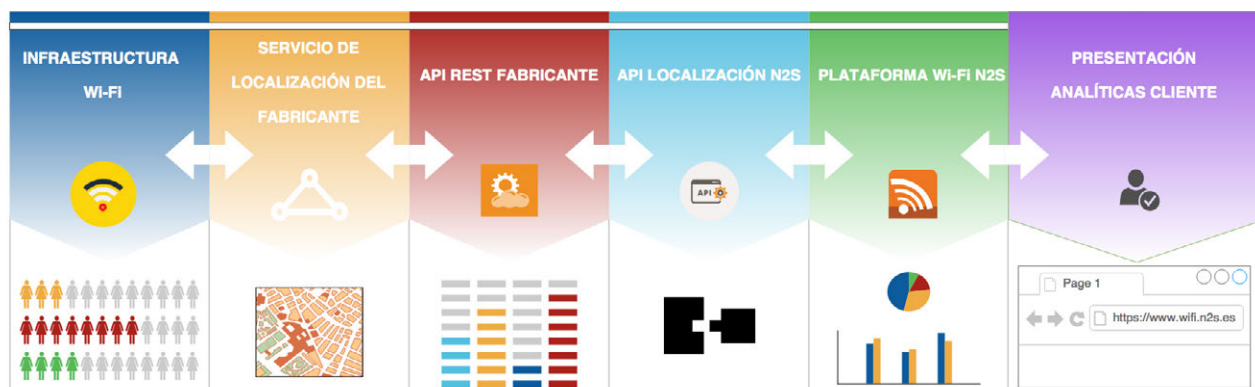 INFRAESTRUCTURA
Wi-Fi
SERVICIO DE
LOCALIZACIÓN DEL
FABRICANTE
API REST FABRICANTE
API LOCALIZACIÓN N2S
PLATAFORMA Wi-Fi N2S
PRESENTACIÓN
ANALÍTICAS CLIENTE
API
Page 1
https://www.wifi.n2s.es